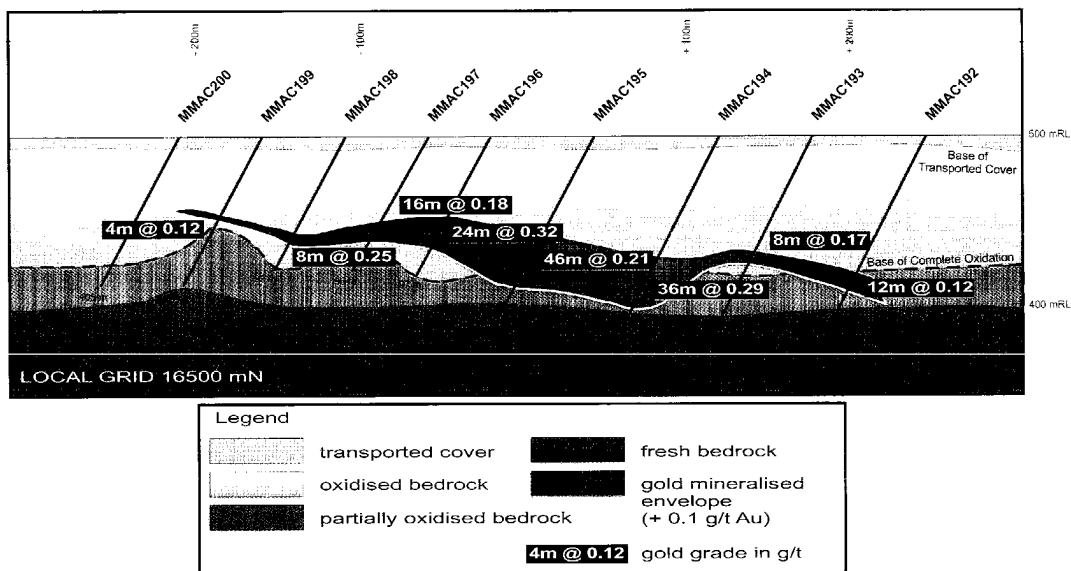 - 200m
- 100m
+ 100m
+ 200m
MMAC200
MMAC199
MMAC198
MMAC197
MMAC196
MMAC195
MMAC194
MMAC193
MMAC192
500 mRL
Base of
Transported Cover
16m @ 0.18
4m @ 0.12
24m @ 0.32
8m @ 0.17
8m @ 0.25
46m @ 0.21
Base of Complete Oxidation
36m @ 0.29
12m @ 0.12
400 mRL
LOCAL GRID 16500 mN
Legend
transported cover
fresh bedrock
oxidised bedrock
gold mineralised
envelope
(+ 0.1 g/t Au)
partially oxidised bedrock
4m @ 0.12
gold grade in g/t